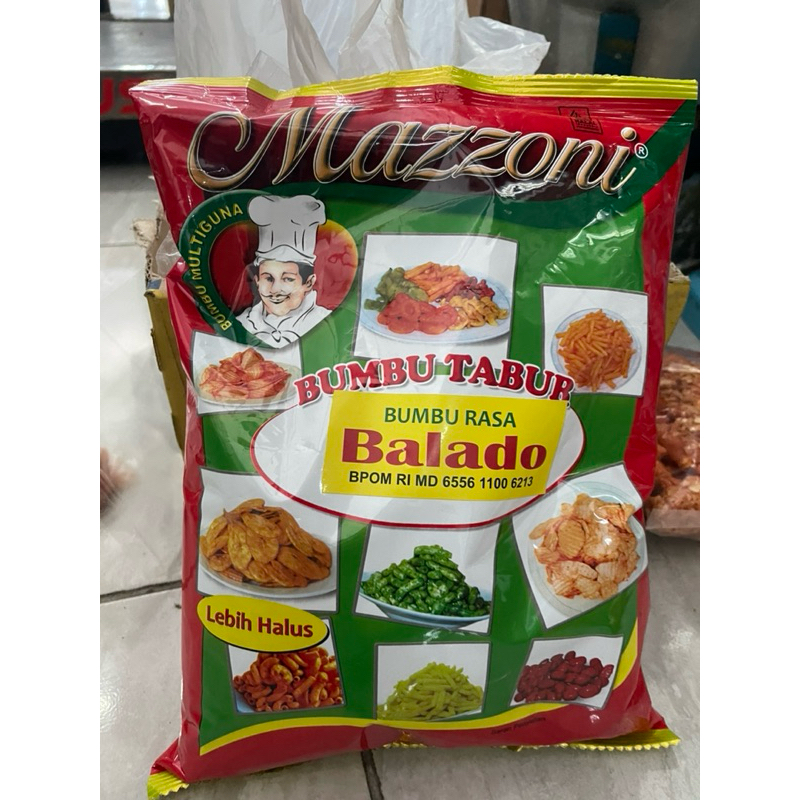 Mazzoni®
BUMBU MULTIGUNA
BUMBU TABUR
BUMBU RASA
Balado
BPOM RI MD 6556 1100 6213
Lebih Halus